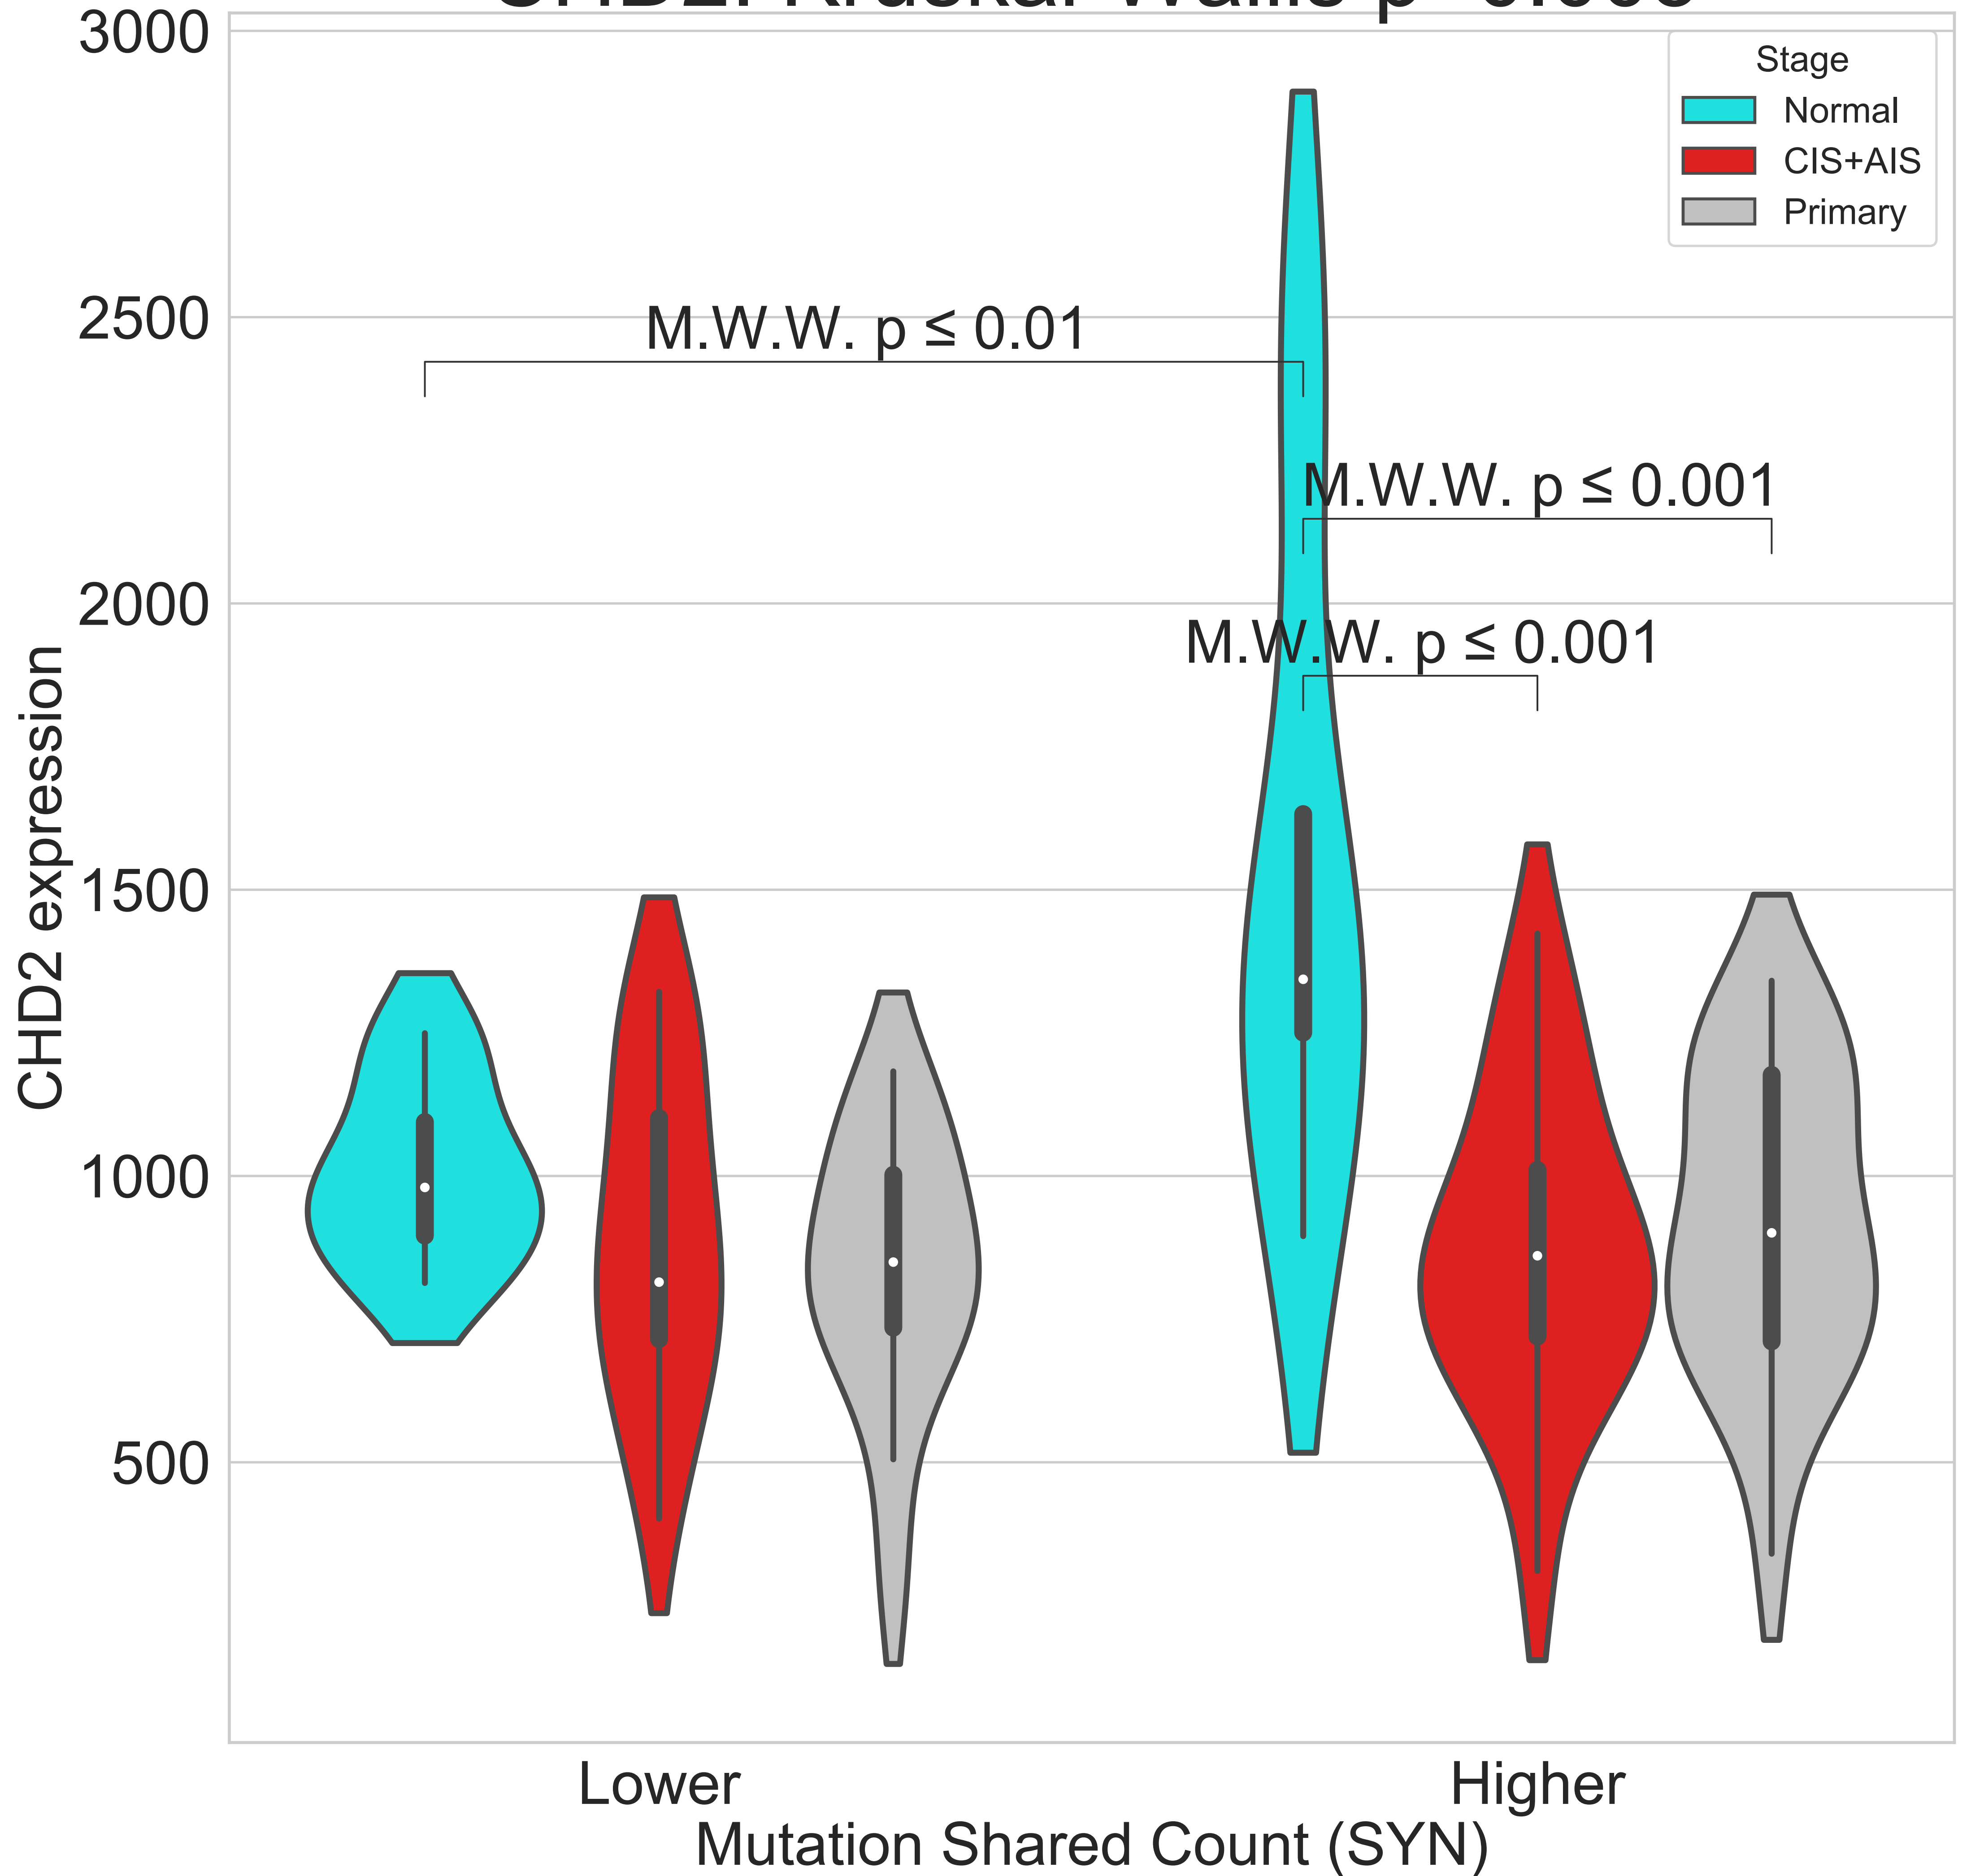 3000
2500
2000
1500
1000
500
CHD2 expression
Stage
Normal
CIS+AIS
Primary
M.W.W. p ≤ 0.01
M.W.W. p ≤ 0.001
M.W.W. p ≤ 0.001
Lower
Higher
Mutation Shared Count (SYN)